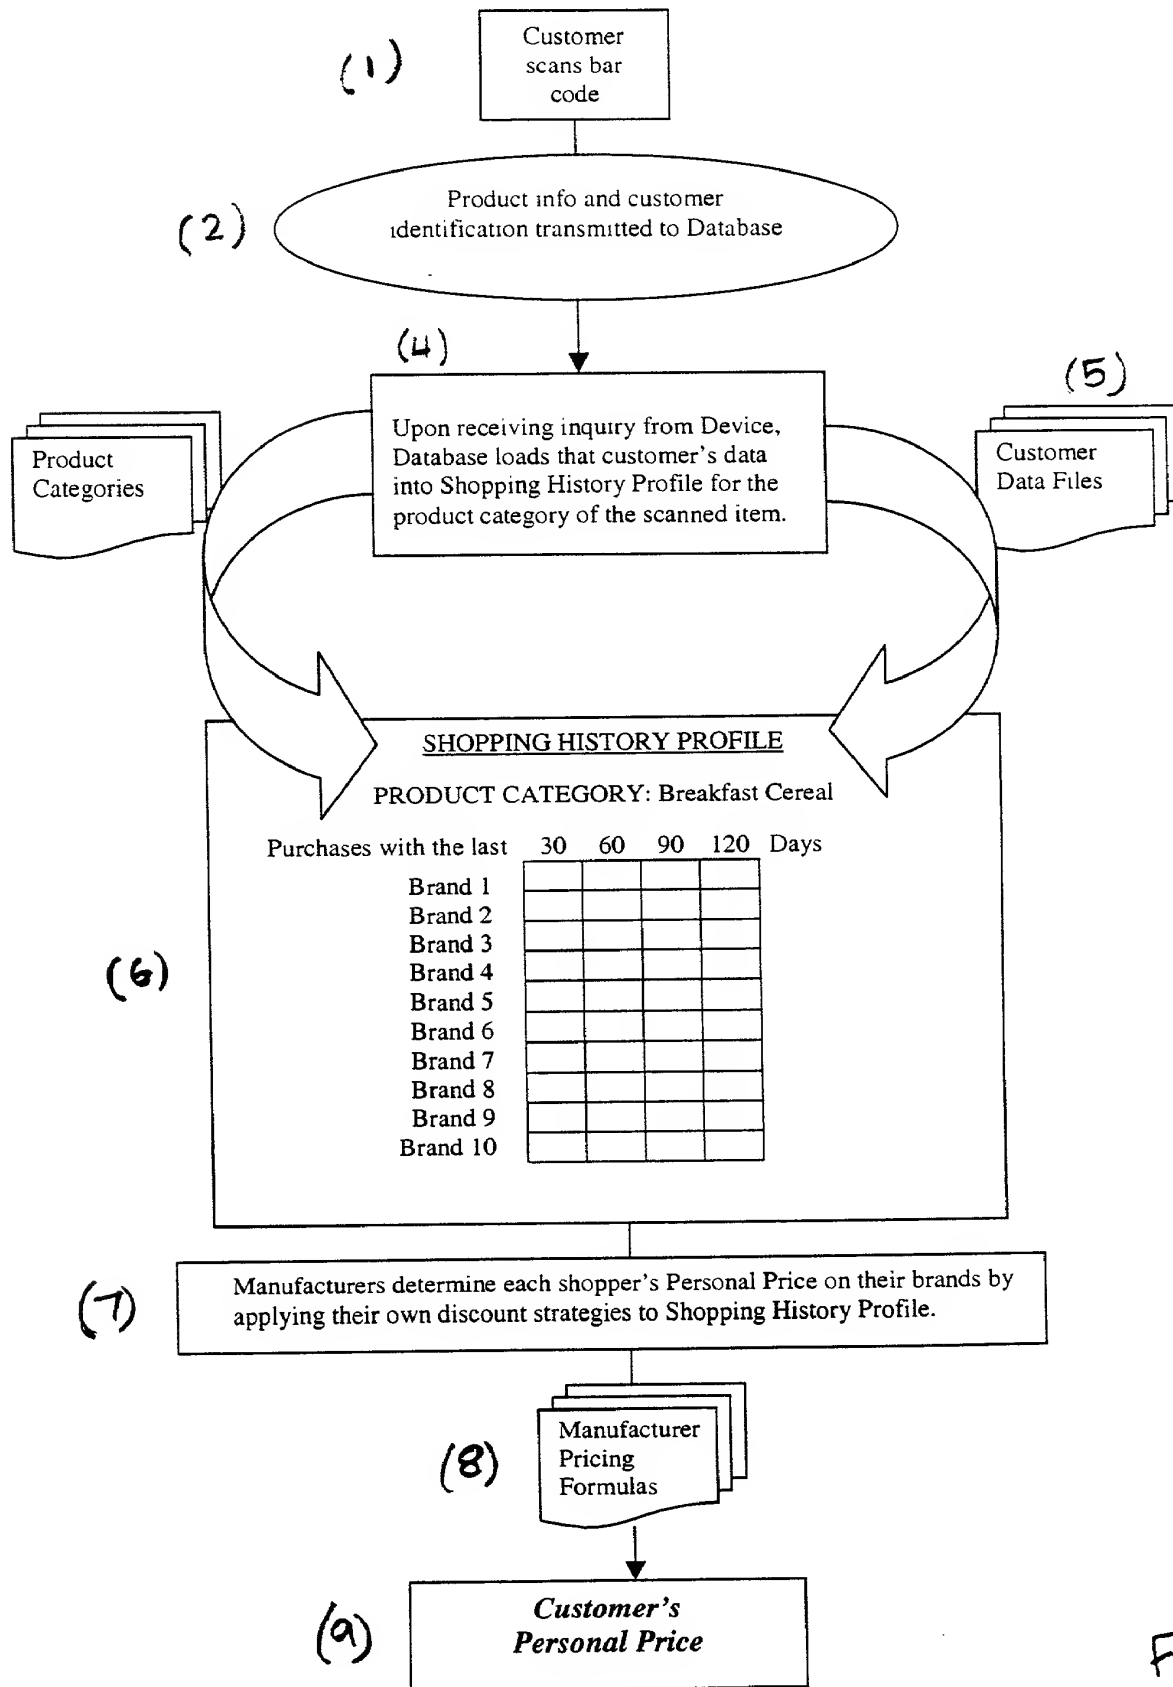 (1)
Customer
scans bar
code
(2)
Product info and customer
identification transmitted to Database
(4)
Upon receiving inquiry from Device,
Database loads that customer's data
into Shopping History Profile for the
product category of the scanned item.
Product
Categories
(5)
Customer
Data Files
SHOPPING HISTORY PROFILE
PRODUCT CATEGORY: Breakfast Cereal
Purchases with the last 30 60 90 120 Days
Brand 1
Brand 2
Brand 3
Brand 4
Brand 5
Brand 6
Brand 7
Brand 8
Brand 9
Brand 10
(6)
(7)
Manufacturers determine each shopper's Personal Price on their brands by
applying their own discount strategies to Shopping History Profile.
(8)
Manufacturer
Pricing
Formulas
(9)
Customer's
Personal Price
F